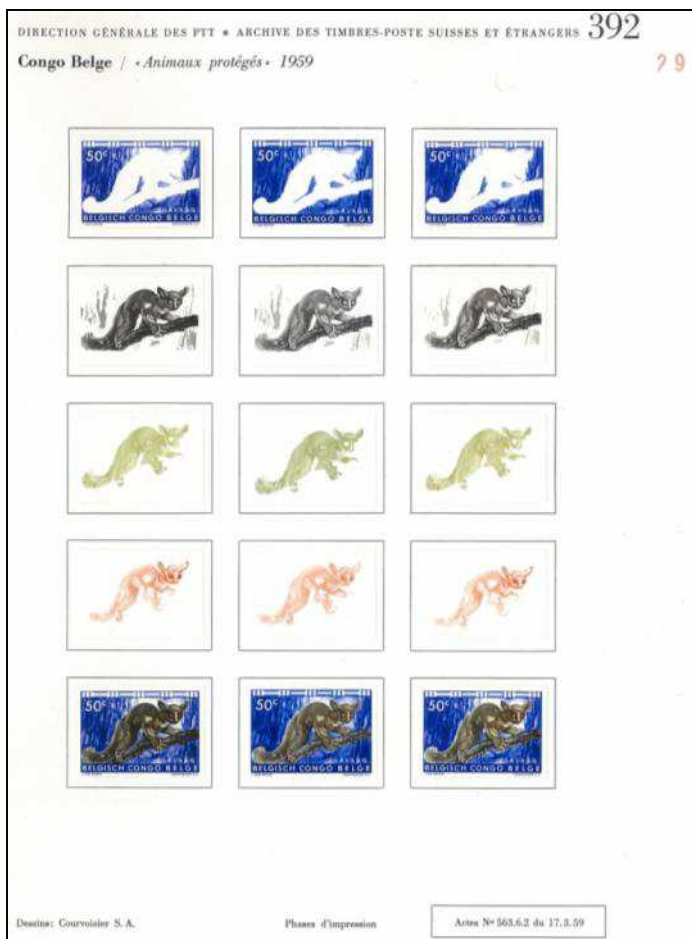 DIRECTION GÉNÉRALE DES PTT * ARCHIVE DES TIMBRES-POSTE SUISSES ET ÉTRANGERS 392
Congo Belge / «Animaux protégés» 1959 29
50c 50c 50c
BELGISCH CONGO BELGE BELGISCH CONGO BELGE BELGISCH CONGO BELGE
50c 50c 50c
BELGISCH CONGO BELGE BELGISCH CONGO BELGE BELGISCH CONGO BELGE
Dessins: Courvoisier S. A. Phases d'impression Actes Nº 563.6.2 du 17.3.59